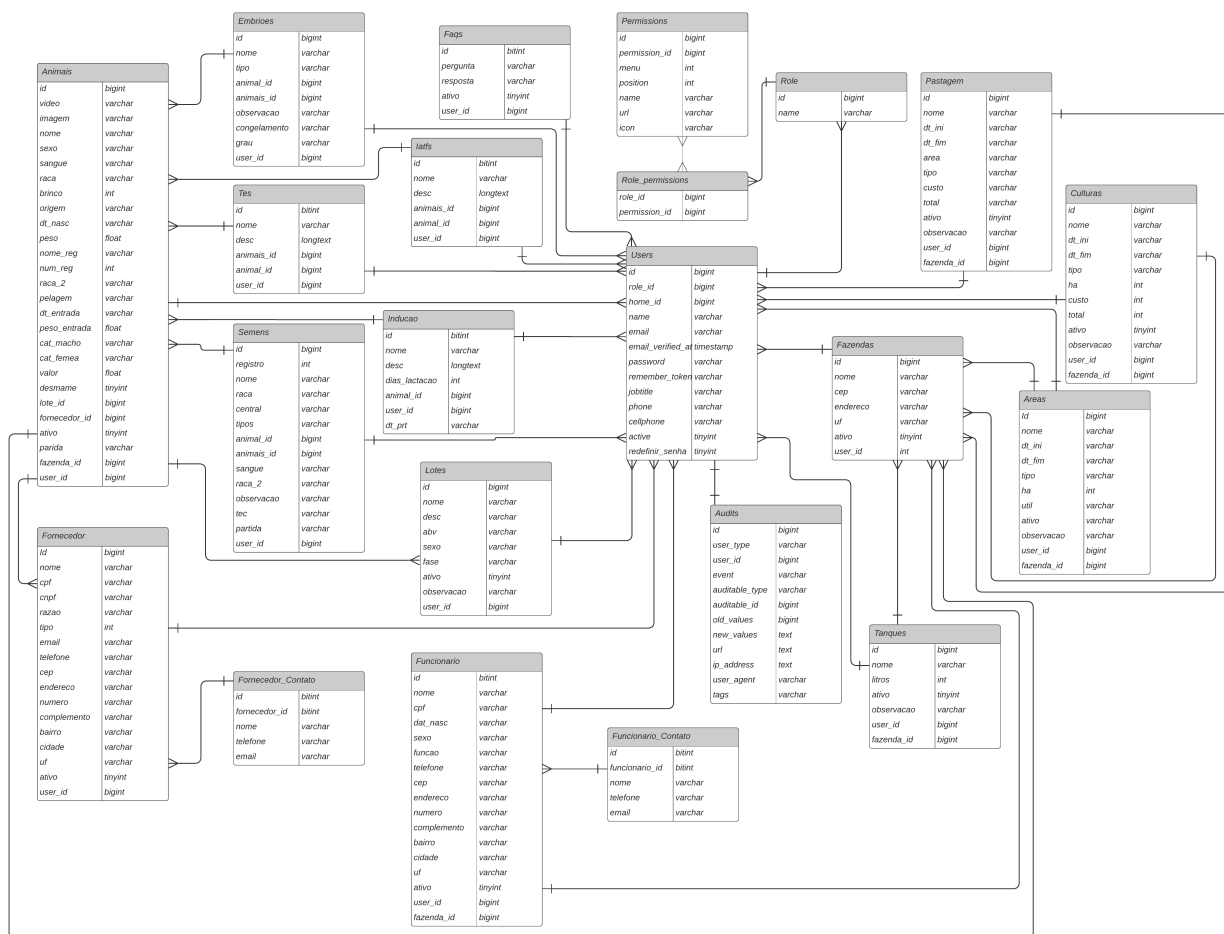 Embrioes
id bigint
nome varchar
tipo varchar
animal_id bigint
animais_id bigint
observacao varchar
congelamento varchar
grau varchar
user_id bigint
Faqs
id bitint
pergunta varchar
resposta varchar
ativo tinyint
user_id bigint
Permissions
id bigint
permission_id bigint
menu int
position int
name varchar
url varchar
icon varchar
Animais
id bigint
video varchar
imagem varchar
nome varchar
sexo varchar
sangue varchar
raca varchar
brinco int
origem varchar
dt_nasc varchar
peso float
nome_reg varchar
num_reg int
raca_2 varchar
pelagem varchar
dt_entrada varchar
peso_entrada float
cat_macho varchar
cat_femea varchar
valor float
desmame tinyint
lote_id bigint
fornecedor_id bigint
ativo tinyint
parida varchar
fazenda_id bigint
user_id bigint
Role
id bigint
name varchar
Pastagem
id bigint
nome varchar
dt_ini varchar
dt_fim varchar
area varchar
tipo varchar
custo varchar
total varchar
ativo tinyint
observacao varchar
user_id bigint
fazenda_id bigint
Iatfs
id bitint
nome varchar
desc longtext
animais_id bigint
animal_id bigint
user_id bigint
Role_permissions
role_id bigint
permission_id bigint
Tes
id bitint
nome varchar
desc longtext
animais_id bigint
animal_id bigint
user_id bigint
Culturas
id bigint
nome varchar
dt_ini varchar
dt_fim varchar
tipo varchar
ha int
custo int
total int
ativo tinyint
observacao varchar
user_id bigint
fazenda_id bigint
Users
id bigint
role_id bigint
home_id bigint
name varchar
email varchar
email_verified_at timestamp
password varchar
remember_token varchar
jobtitle varchar
phone varchar
cellphone varchar
active tinyint
redefinir_senha tinyint
Inducao
id bitint
nome varchar
desc longtext
dias_lactacao int
animal_id bigint
user_id bigint
dt_prt varchar
Semens
id bigint
registro int
nome varchar
raca varchar
central varchar
tipos varchar
animal_id bigint
animais_id bigint
sangue varchar
raca_2 varchar
observacao varchar
tec varchar
partida varchar
user_id bigint
Fazendas
id bigint
nome varchar
cep varchar
endereco varchar
uf varchar
ativo tinyint
user_id int
Areas
Id bigint
nome varchar
dt_ini varchar
dt_fim varchar
tipo varchar
ha int
util varchar
ativo varchar
observacao varchar
user_id bigint
fazenda_id bigint
Lotes
id bigint
nome varchar
desc varchar
abv varchar
sexo varchar
fase varchar
ativo tinyint
observacao varchar
user_id bigint
Audits
id bigint
user_type varchar
user_id bigint
event varchar
auditable_type varchar
auditable_id bigint
old_values bigint
new_values text
url text
ip_address text
user_agent varchar
tags varchar
Fornecedor
Id bigint
nome varchar
cpf varchar
cnpf varchar
razao varchar
tipo int
email varchar
telefone varchar
cep varchar
endereco varchar
numero varchar
complemento varchar
bairro varchar
cidade varchar
uf varchar
ativo tinyint
user_id bigint
Tanques
id bigint
nome varchar
litros int
ativo tinyint
observacao varchar
user_id bigint
fazenda_id bigint
Funcionario
id bitint
nome varchar
cpf varchar
dat_nasc varchar
sexo varchar
funcao varchar
telefone varchar
cep varchar
endereco varchar
numero varchar
complemento varchar
bairro varchar
cidade varchar
uf varchar
ativo tinyint
user_id bigint
fazenda_id bigint
Fornecedor_Contato
id bitint
fornecedor_id bitint
nome varchar
telefone varchar
email varchar
Funcionario_Contato
id bitint
funcionario_id bitint
nome varchar
telefone varchar
email varchar